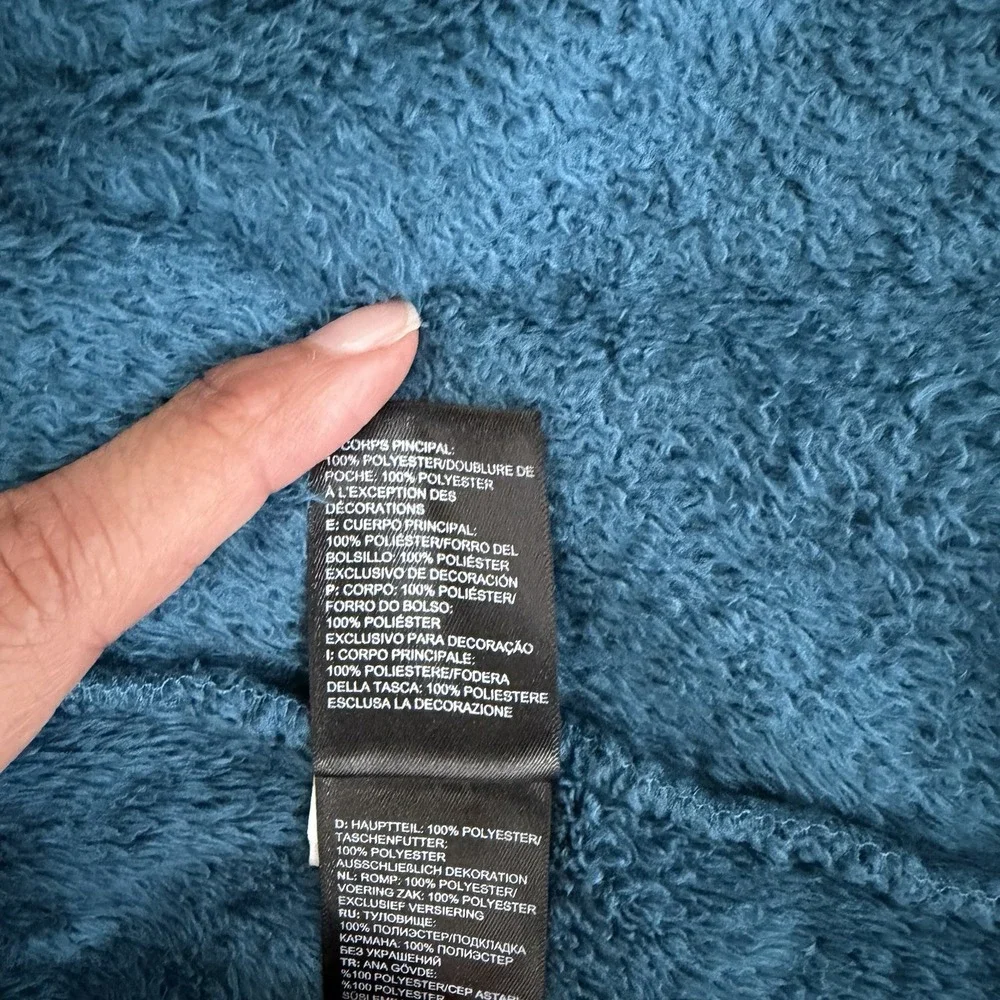 CORPS PINCIPAL:
100% POLYESTER/DOUBLURE DE
POCHE: 100% POLYESTER
À L'EXCEPTION DES
DÉCORATIONS
E: CUERPO PRINCIPAL:
100% POLIÉSTER/FORRO DEL
BOLSILLO: 100% POLIÉSTER
EXCLUSIVO DE DECORACIÓN
P: CORPO: 100% POLIÉSTER/
FORRO DO BOLSO:
100% POLIÉSTER
EXCLUSIVO PARA DECORAÇÃO
I: CORPO PRINCIPALE:
100% POLIESTERE/FODERA
DELLA TASCA: 100% POLIESTERE
ESCLUSA LA DECORAZIONE
D: HAUPTTEIL: 100% POLYESTER/
TASCHENFUTTER:
100% POLYESTER
AUSSCHLIEßLICH DEKORATION
NL: ROMP: 100% POLYESTER/
VOERING ZAK: 100% POLYESTER
EXCLUSIEF VERSIERING
RU: ТУЛОВИЩЕ:
100% ПОЛИЭСТЕР/ПОДКЛАДКА
КАРМАНА: 100% ПОЛИЭСТЕР
БЕЗ УКРАШЕНИЙ
TR: ANA GÖVDE:
%100 POLYESTER/CEP ASTARI:
%100 POLYESTER